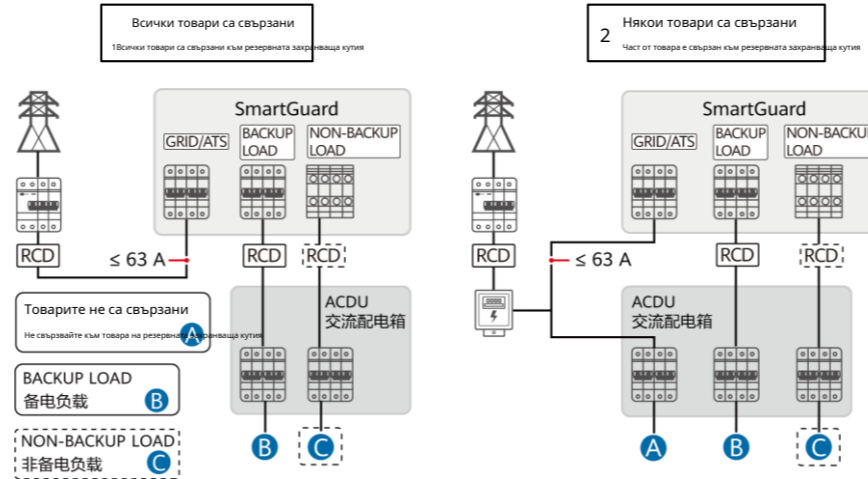 Всички товари са свързани
1Всички товари са свързани към резервната захранваща кутия
2
Някои товари са свързани
Част от товара е свързан към резервната захранваща кутия
SmartGuard
GRID/ATS
BACKUP
LOAD
NON-BACKUP
LOAD
RCD
≤ 63 A
RCD
RCD
ACDU
交流配电箱
B
C
Товарите не са свързани
Не свързвайте към товара на резервната захранваща кутия
A
BACKUP LOAD
备电负载
B
NON-BACKUP LOAD
非备电负载
C
SmartGuard
GRID/ATS
BACKUP
LOAD
NON-BACKUP
LOAD
RCD
≤ 63 A
RCD
RCD
ACDU
交流配电箱
A
B
C